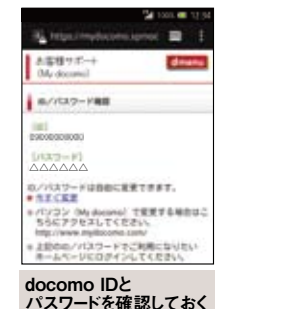 100% 12:34
https://mydocomo.spmod
お客様サポート
(My docomo)
dmenu
ID/パスワード確認
[ID]
09000000000
[パスワード]
△△△△△△
ID/パスワードは自由に変更できます。
今すぐ変更
パソコン（My docomo）で変更する場合はこ
ちらにアクセスしてください。
http://www.mydocomo.com/
上記のID/パスワードでご利用になりたい
ホームページにログインしてください。
docomo IDと
パスワードを確認しておく